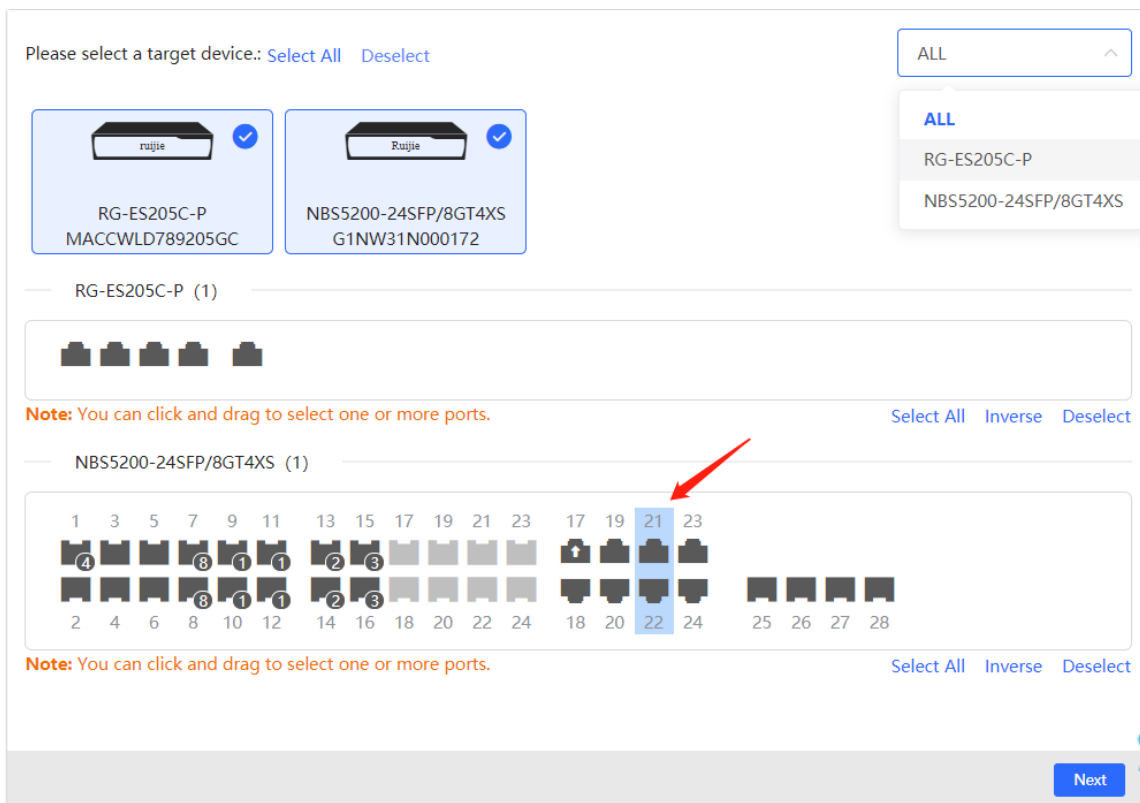 Please select a target device.: Select All Deselect
ALL
ALL
RG-ES205C-P
NBS5200-24SFP/8GT4XS
ruijie
Ruijie
RG-ES205C-P
MACCWLD789205GC
NBS5200-24SFP/8GT4XS
G1NW31N000172
RG-ES205C-P (1)
Note: You can click and drag to select one or more ports.
Select All Inverse Deselect
NBS5200-24SFP/8GT4XS (1)
1 3 5 7 9 11 13 15 17 19 21 23 17 19 21 23
4 8 1 1 2 3
8 1 1 2 3
2 4 6 8 10 12 14 16 18 20 22 24 18 20 22 24 25 26 27 28
Note: You can click and drag to select one or more ports.
Select All Inverse Deselect
Next